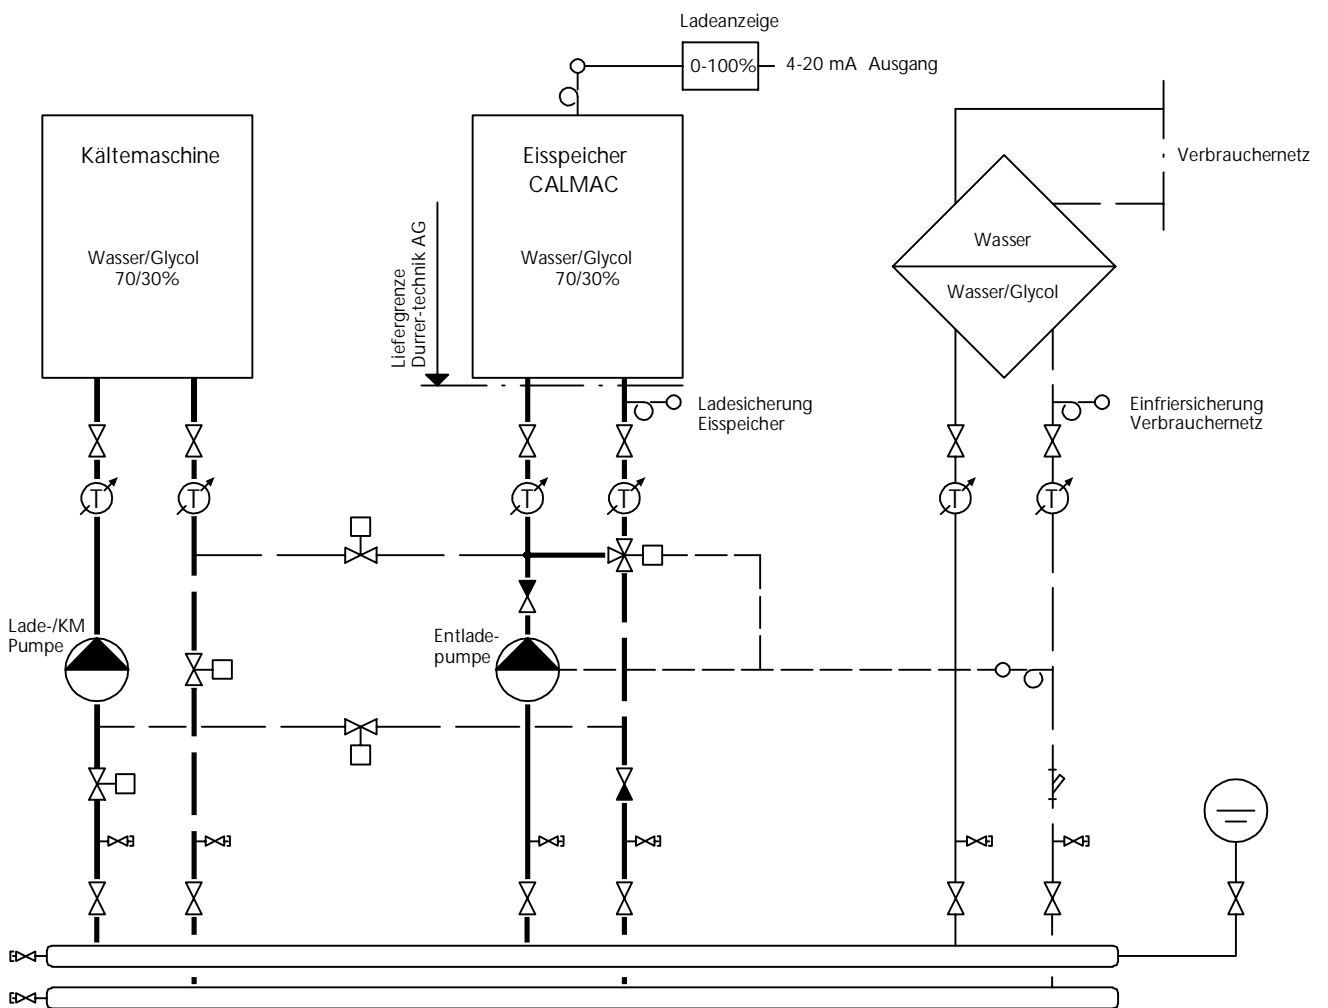 Ladeanzeige
0-100%
4-20 mA Ausgang
Kältemaschine
Wasser/Glycol
70/30%
Eisspeicher
CALMAC
Wasser/Glycol
70/30%
Liefergrenze
Durrer-technik AG
Verbrauchernetz
Wasser
Wasser/Glycol
Ladesicherung
Eisspeicher
Einfriersicherung
Verbrauchernetz
T
T
T
T
T
T
Lade-/KM
Pumpe
Entlade-
pumpe